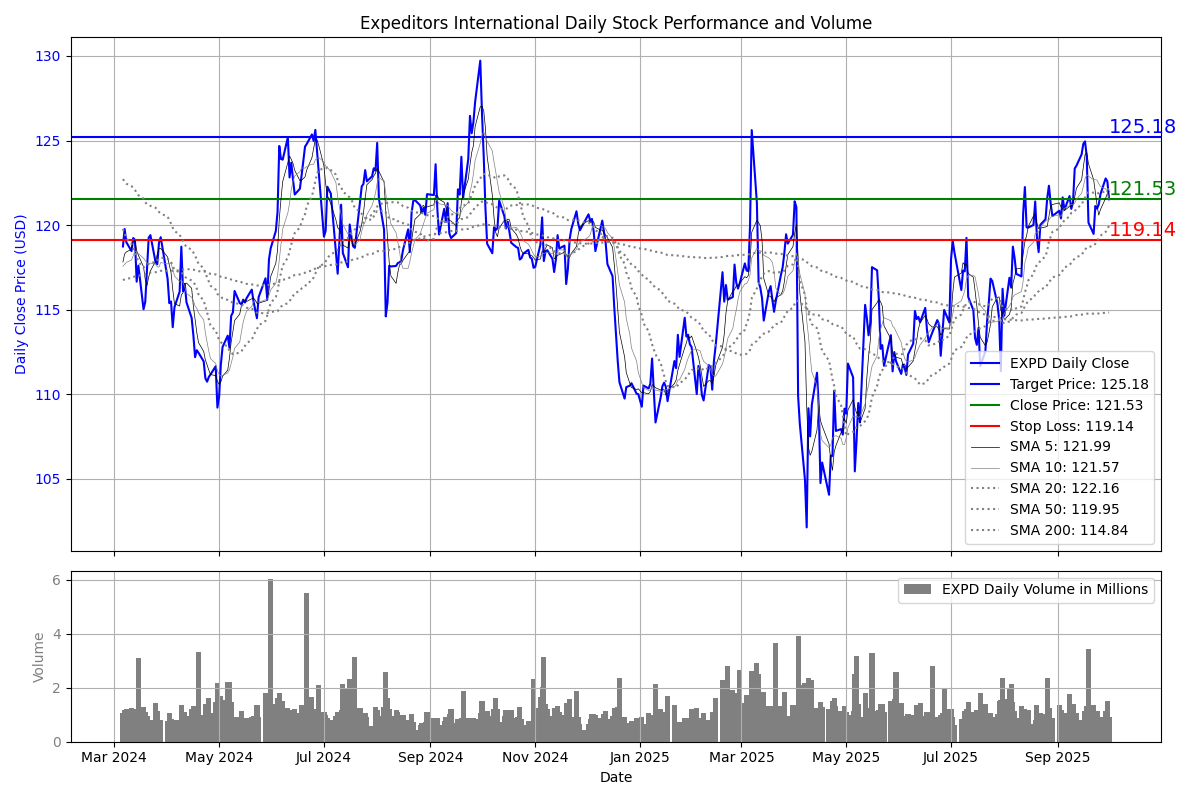 Expeditors International Daily Stock Performance and Volume
Daily Close Price (USD)
130
125
120
115
110
105
125.18
121.53
119.14
EXPD Daily Close
Target Price: 125.18
Close Price: 121.53
Stop Loss: 119.14
SMA 5: 121.99
SMA 10: 121.57
SMA 20: 122.16
SMA 50: 119.95
SMA 200: 114.84
Volume
6
4
2
0
EXPD Daily Volume in Millions
Mar 2024 May 2024 Jul 2024 Sep 2024 Nov 2024 Jan 2025 Mar 2025 May 2025 Jul 2025 Sep 2025
Date